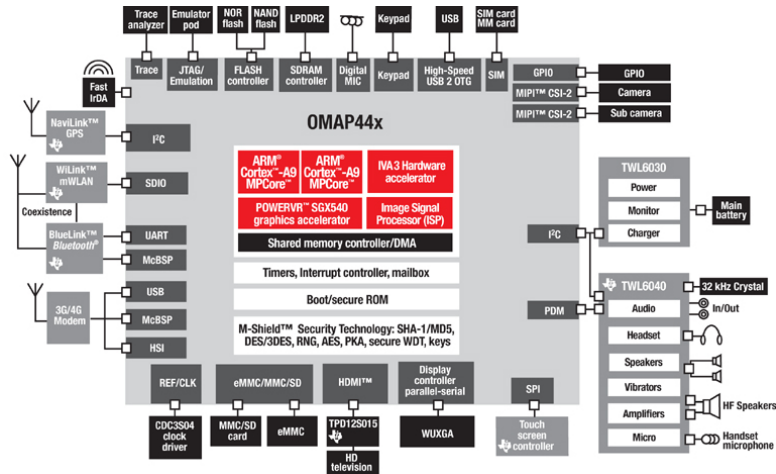 Trace
analyzer
Emulator
pod
NOR
flash
NAND
flash
LPDDR2
Keypad
USB
SIM card
MM card
Trace
JTAG/
Emulation
FLASH
controller
SDRAM
controller
Digital
MIC
Keypad
High-Speed
USB 2 OTG
SIM
GPIO
GPIO
MIPI™ CSI-2
Camera
MIPI™ CSI-2
Sub camera
Fast
IrDA
NaviLink™
GPS
I²C
WiLink™
mWLAN
SDIO
Coexistence
BlueLink™
Bluetooth®
UART
McBSP
3G/4G
Modem
USB
McBSP
HSI
OMAP44x
ARM®
Cortex™-A9
MPCore™
ARM®
Cortex™-A9
MPCore™
IVA 3 Hardware
accelerator
POWERVR™ SGX540
graphics accelerator
Image Signal
Processor (ISP)
Shared memory controller/DMA
Timers, Interrupt controller, mailbox
Boot/secure ROM
M-Shield™ Security Technology: SHA-1/MD5,
DES/3DES, RNG, AES, PKA, secure WDT, keys
I²C
PDM
TWL6030
Power
Monitor
Charger
Main
battery
TWL6040
32 kHz Crystal
Audio
In/Out
Headset
Speakers
Vibrators
Amplifiers
HF Speakers
Micro
Handset
microphone
REF/CLK
eMMC/MMC/SD
HDMI™
Display
controller
parallel-serial
SPI
CDC3S04
clock
driver
MMC/SD
card
eMMC
TPD12S015
HD
television
WUXGA
Touch
screen
controller